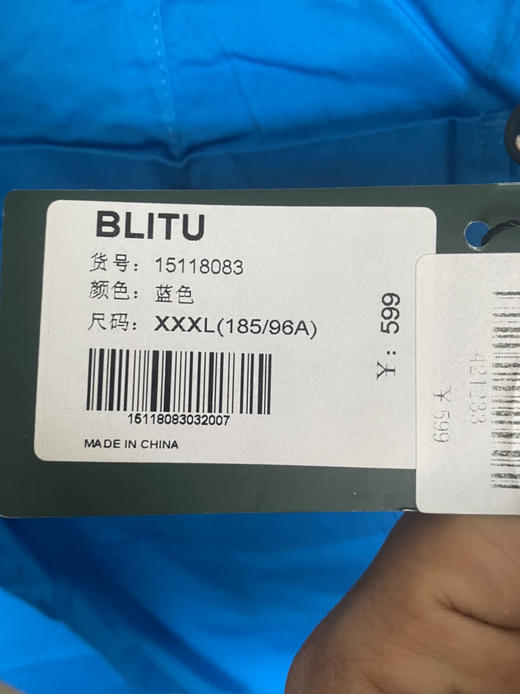 BLITU
货号：15118083
颜色：蓝色
尺码：XXXL(185/96A)
¥：599
15118083032007
MADE IN CHINA
421283
¥599